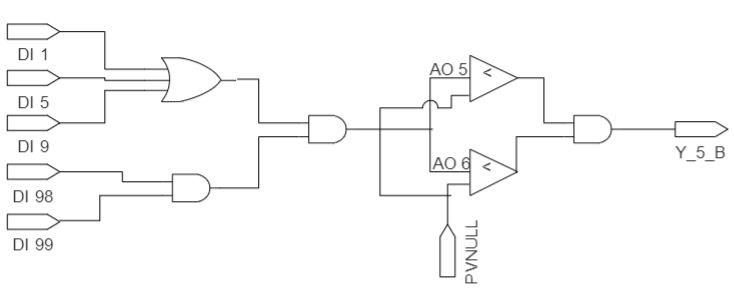 DI 1
DI 5
DI 9
DI 98
DI 99
AO 5
<
AO 6
<
PVNULL
Y_5_B